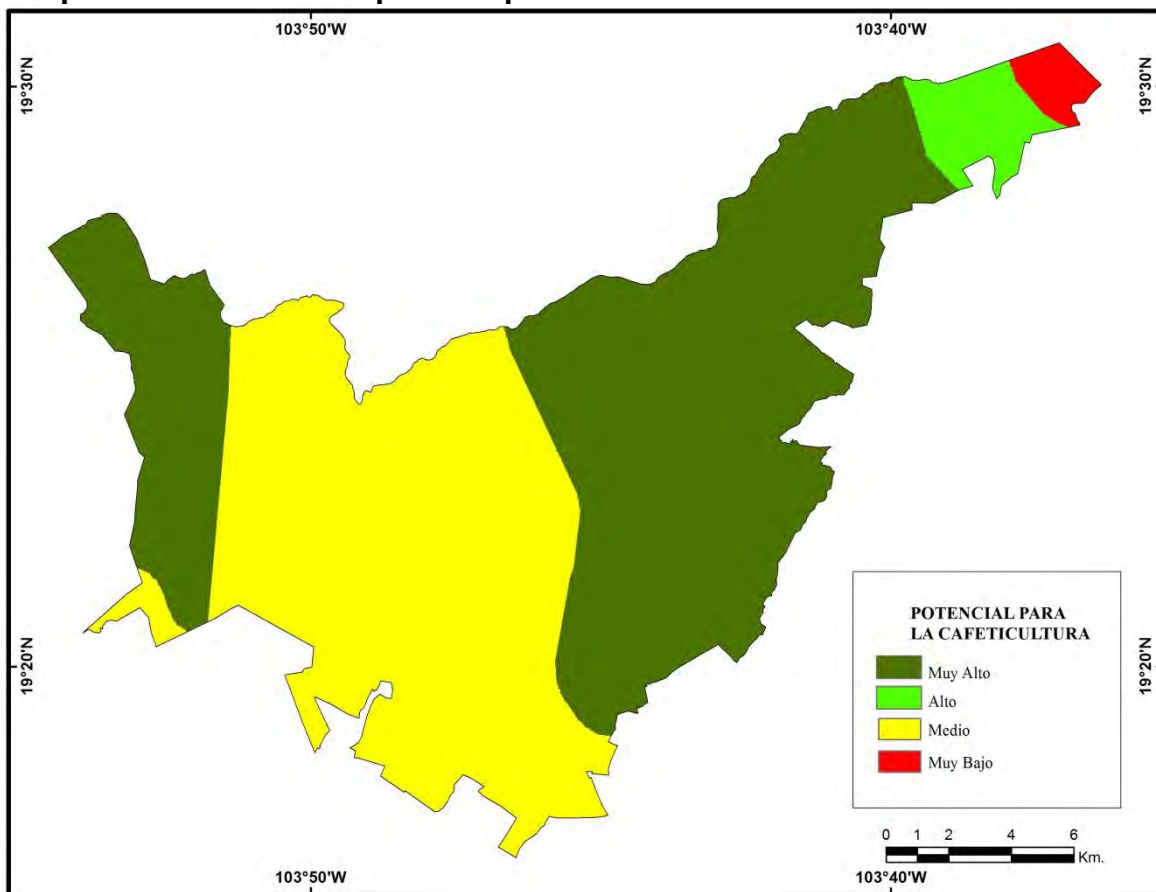 103°50'W
103°40'W
19°30'N
19°30'N
19°20'N
19°20'N
POTENCIAL PARA
LA CAFETICULTURA
Muy Alto
Alto
Medio
Muy Bajo
0 1 2 4 6
Km.
103°50'W
103°40'W